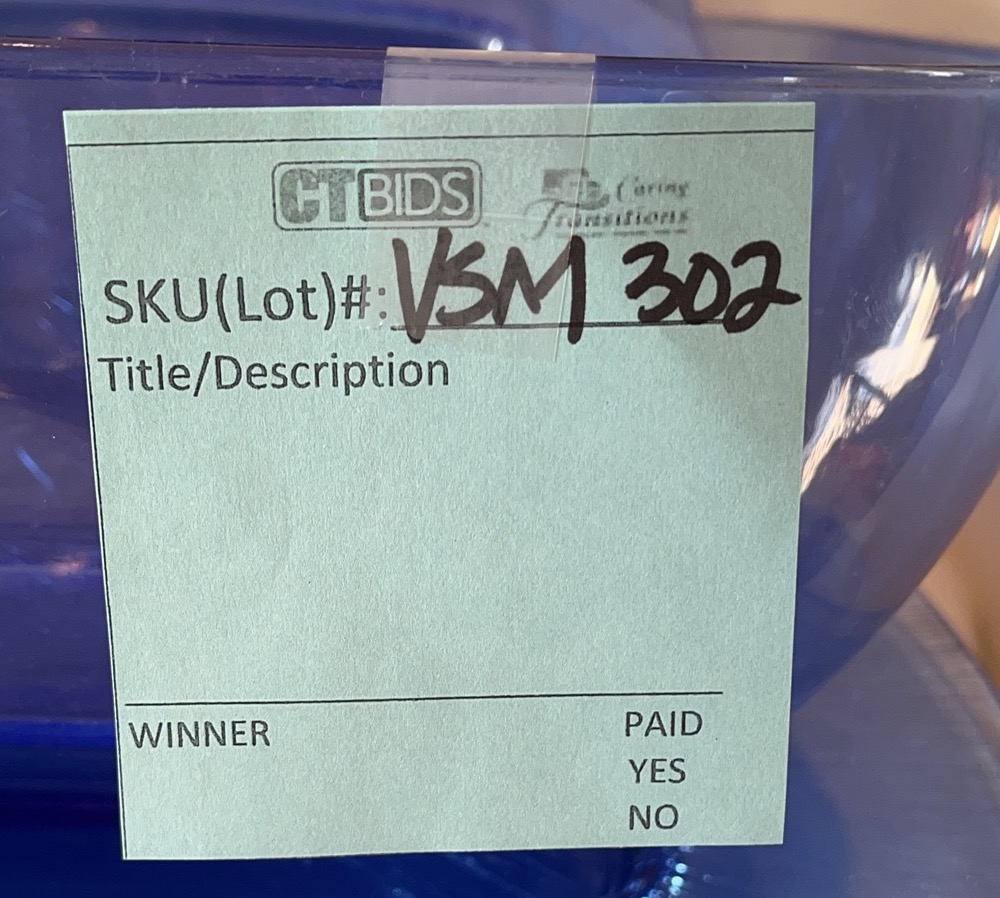 CTBIDS
Caring
Transitions
SKU(Lot)#: VSM 302
Title/Description
WINNER PAID
YES
NO